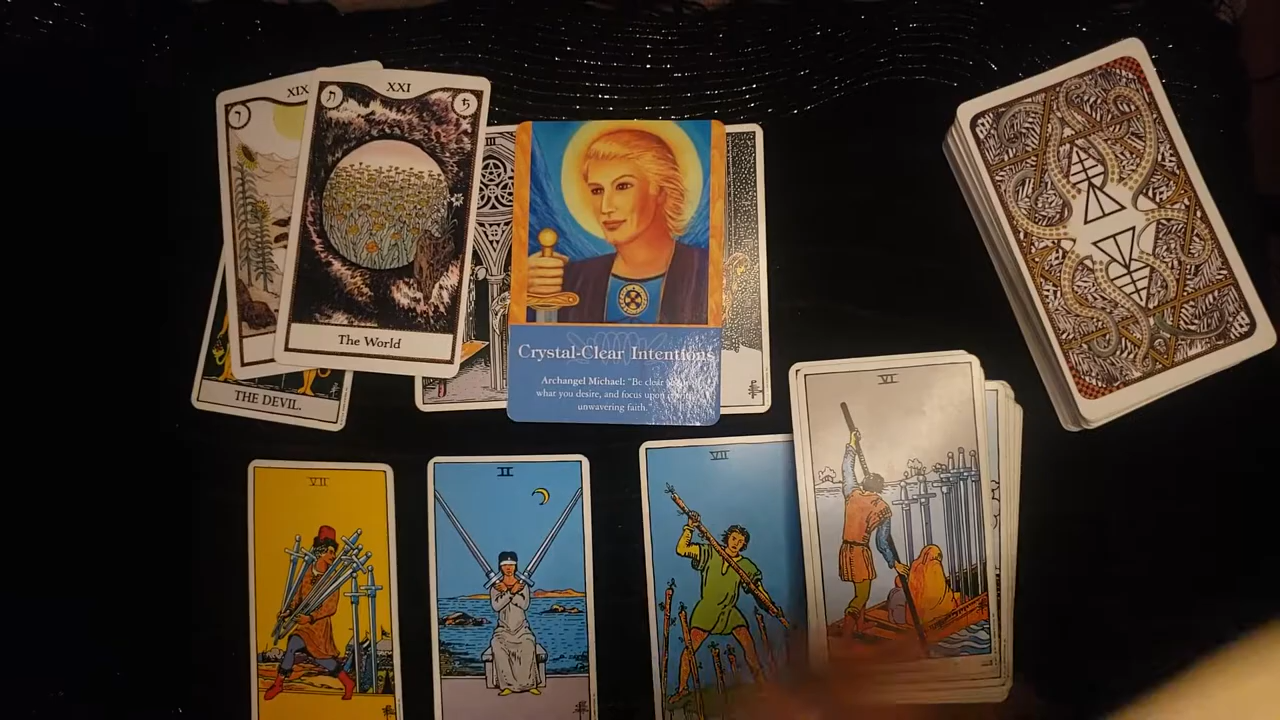 XIX
XXI
The World
THE DEVIL.
Crystal-Clear Intentions
Archangel Michael: "Be clear
what you desire, and focus upon
unwavering faith."
VI
VII
II
VII